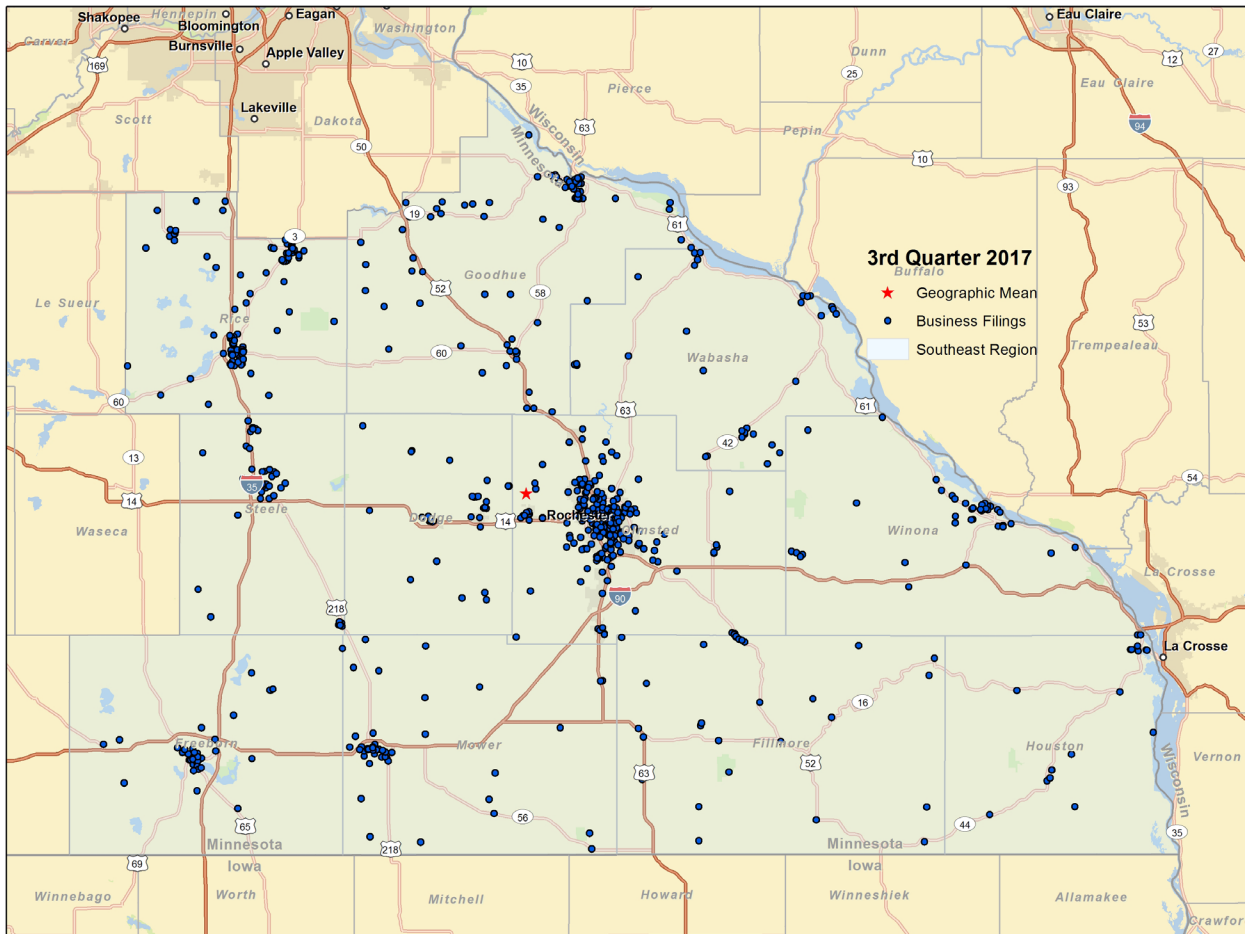 Shakopee
Hennepin
Bloomington
Eagan
Washington
Eau Claire
Carver
Burnsville
Apple Valley
10
Dunn
12
27
169
25
Eau Claire
35
Pierce
Lakeville
Scott
Dakota
Wisconsin
Minnesota
63
Pepin
94
50
10
93
19
61
3
3rd Quarter 2017
Buffalo
Goodhue
Geographic Mean
52
58
Le Sueur
Rice
Business Filings
53
Southeast Region
Trempealeau
60
Wabasha
60
63
61
42
13
54
35
14
Steele
Dodge
14
Rochester
Olmsted
Winona
Waseca
La Crosse
90
218
La Crosse
16
Freeborn
Mower
Fillmore
Houston
Vernon
52
63
Wisconsin
56
65
44
35
Minnesota
Minnesota
218
69
Iowa
Iowa
Winnebago
Worth
Mitchell
Howard
Winneshiek
Allamakee
Crawford